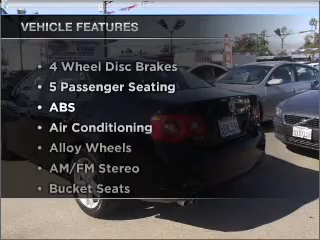 VEHICLE FEATURES
• 4 Wheel Disc Brakes
• 5 Passenger Seating
• ABS
• Air Conditioning
• Alloy Wheels
• AM/FM Stereo
• Bucket Seats